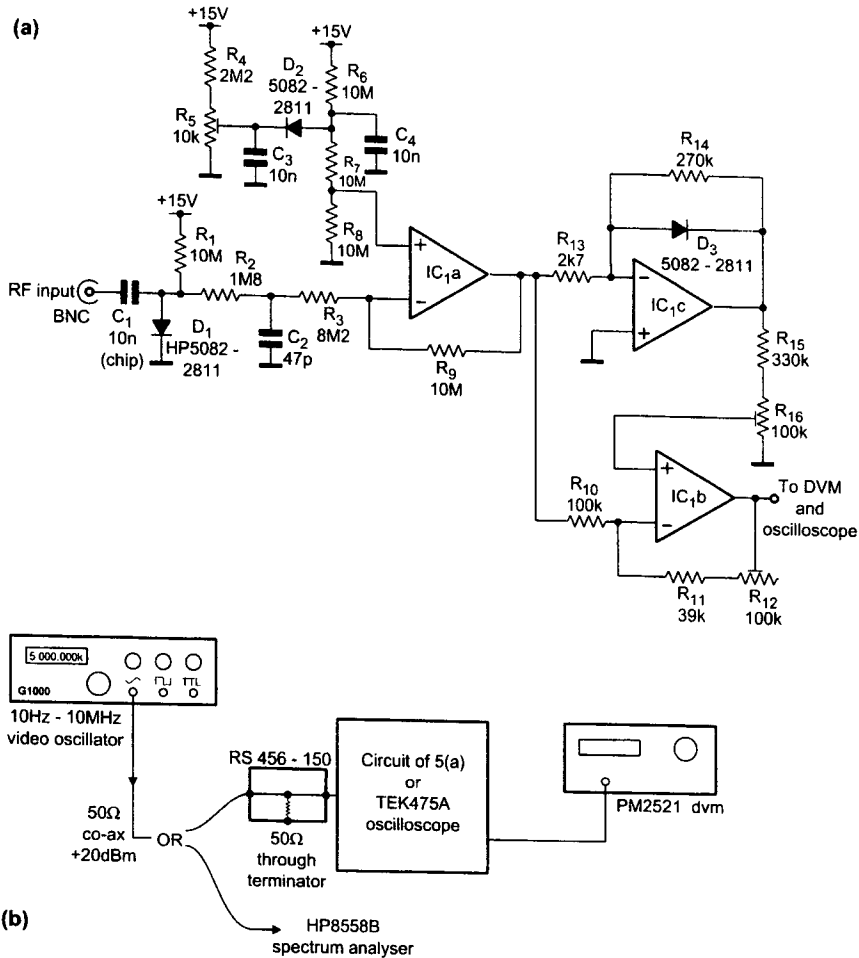 (a)
+15V
R4
2M2
R5
10k
D2
5082 -
2811
+15V
R6
10M
C3
10n
C4
10n
R7
10M
R8
10M
+15V
R1
10M
R2
1M8
RF input
BNC
C1
10n
(chip)
D1
HP5082 -
2811
C2
47p
R3
8M2
+
−
IC1a
R9
10M
R13
2k7
R14
270k
D3
5082 - 2811
−
+
IC1c
R15
330k
R16
100k
R10
100k
+
−
IC1b
To DVM
and
oscilloscope
R11
39k
R12
100k
5 000.000k
G1000
TTL
10Hz - 10MHz
video oscillator
50Ω
co-ax
+20dBm
OR
RS 456 - 150
50Ω
through
terminator
Circuit of 5(a)
or
TEK475A
oscilloscope
PM2521 dvm
HP8558B
spectrum analyser
(b)